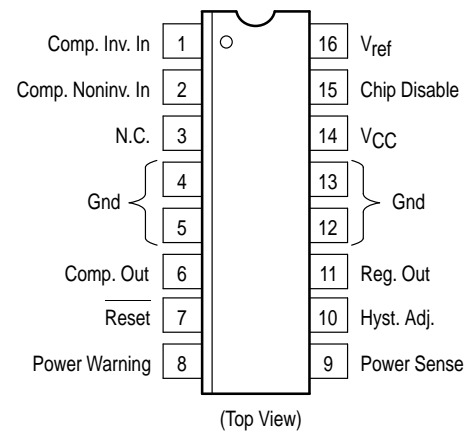 Comp. Inv. In 1 16 Vref
Comp. Noninv. In 2 15 Chip Disable
N.C. 3 14 VCC
4 13
Gnd Gnd
5 12
Comp. Out 6 11 Reg. Out
Reset 7 10 Hyst. Adj.
Power Warning 8 9 Power Sense
(Top View)